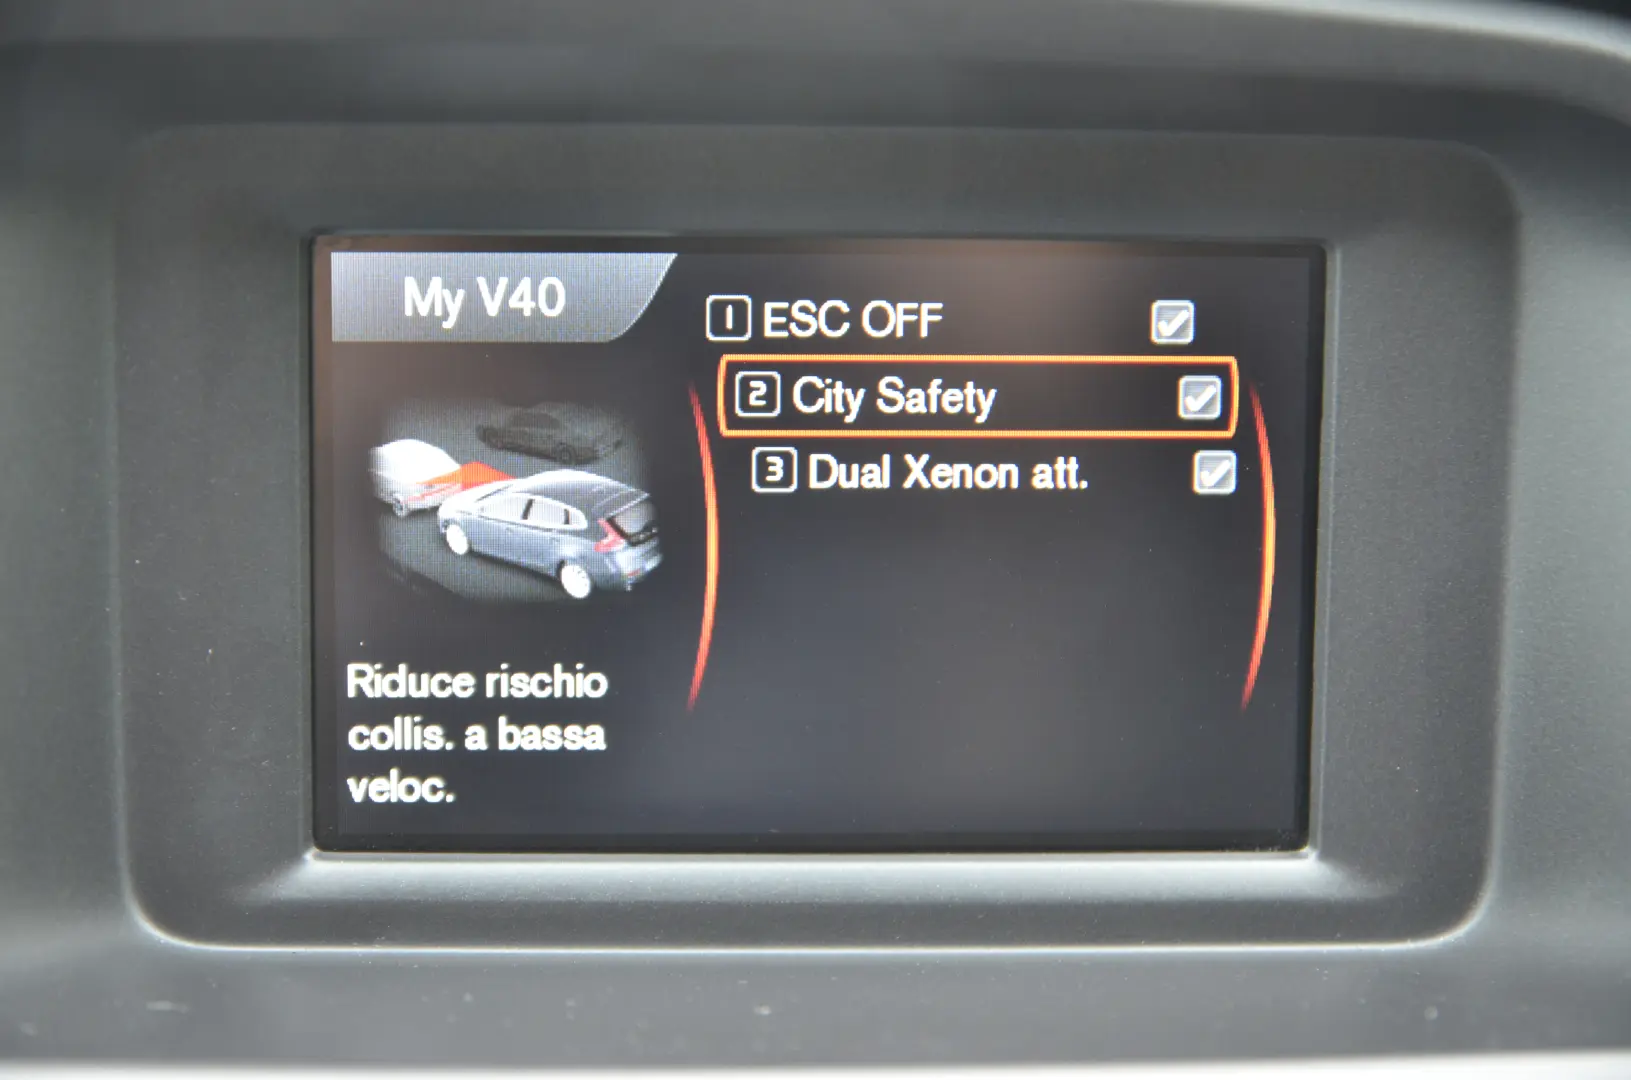 My V40
1 ESC OFF
2 City Safety
3 Dual Xenon att.
Riduce rischio
collis. a bassa
veloc.